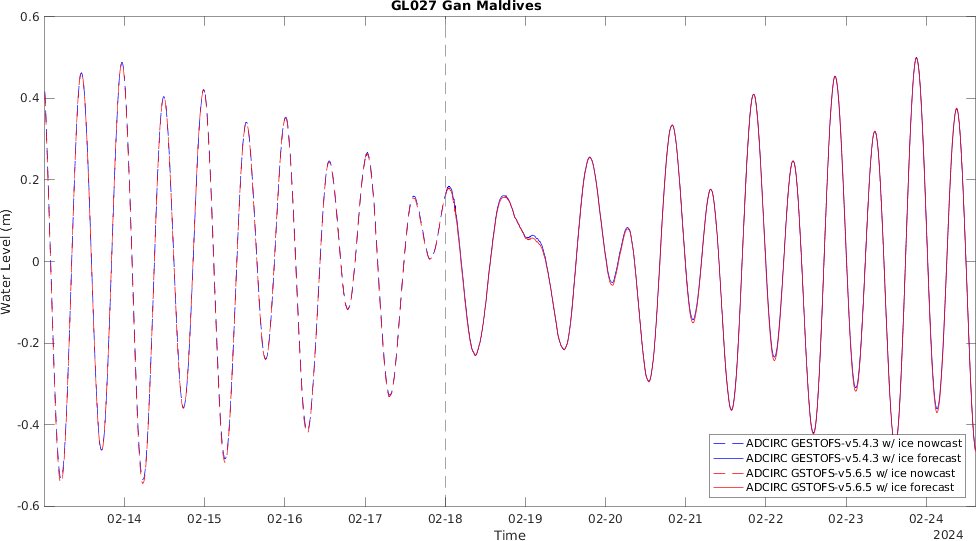 GL027 Gan Maldives
0.6
0.4
0.2
0
-0.2
-0.4
-0.6
Water Level (m)
ADCIRC GESTOFS-v5.4.3 w/ ice nowcast
ADCIRC GESTOFS-v5.4.3 w/ ice forecast
ADCIRC GSTOFS-v5.6.5 w/ ice nowcast
ADCIRC GSTOFS-v5.6.5 w/ ice forecast
02-14 02-15 02-16 02-17 02-18 02-19 02-20 02-21 02-22 02-23 02-24
Time
2024